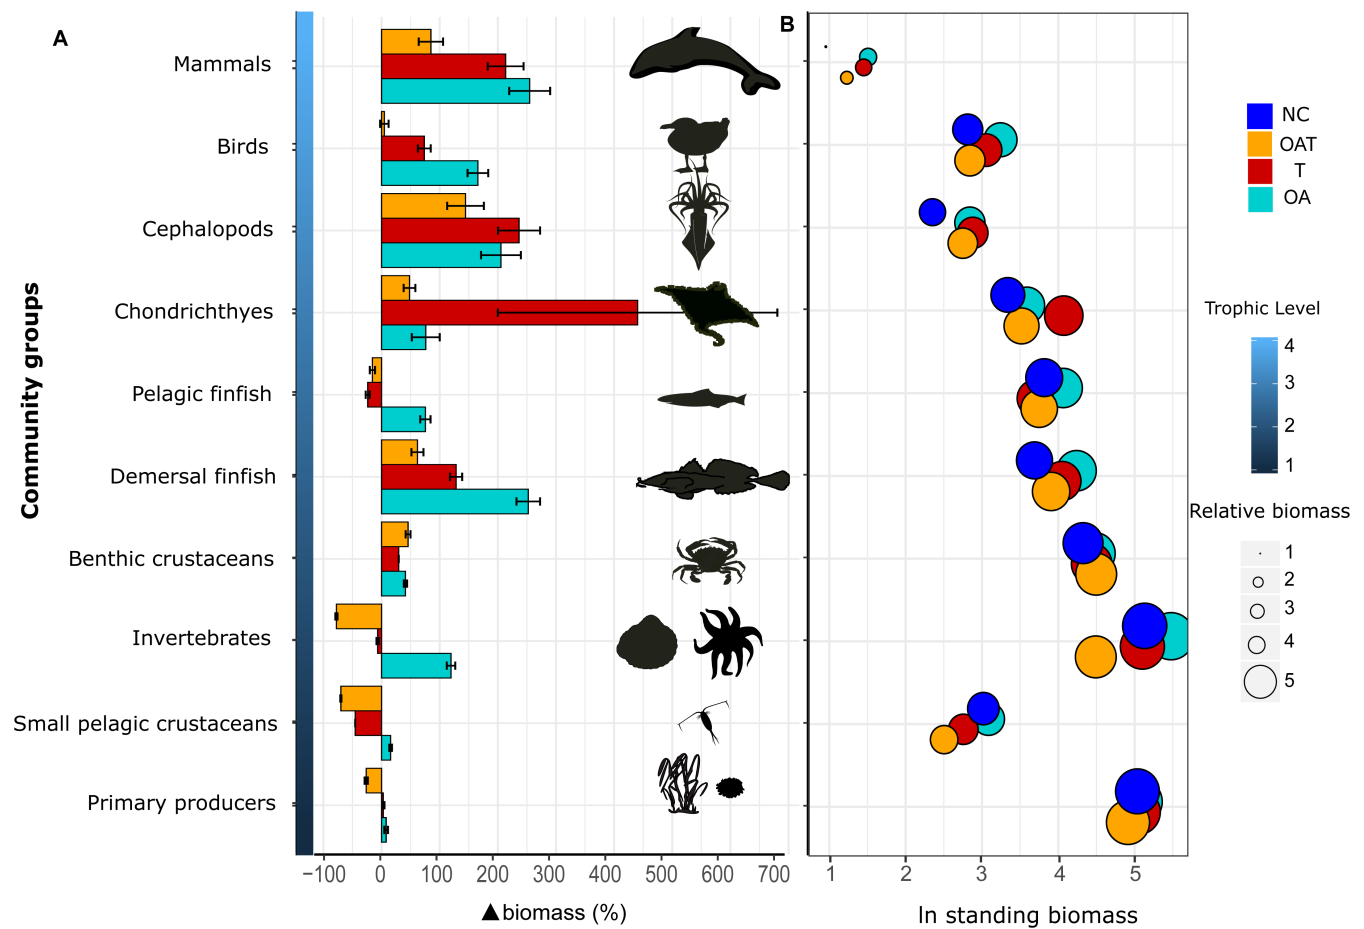 A
B
Community groups
Mammals
Birds
Cephalopods
Chondrichthyes
Pelagic finfish
Demersal finfish
Benthic crustaceans
Invertebrates
Small pelagic crustaceans
Primary producers
−100 0 100 200 300 400 500 600 700
▲biomass (%)
1 2 3 4 5
ln standing biomass
NC
OAT
T
OA
Trophic Level
4
3
2
1
Relative biomass
1
2
3
4
5